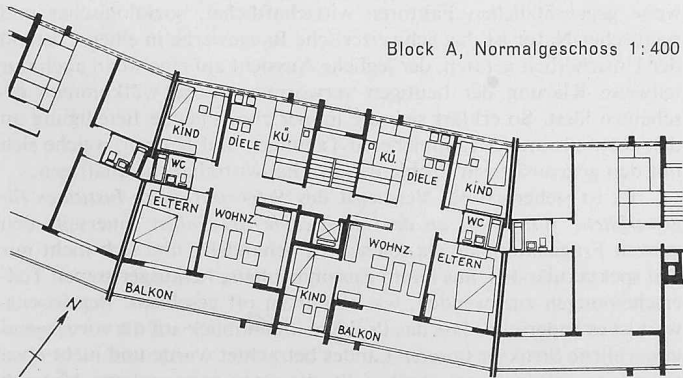 Block A, Normalgeschoss 1:400
KIND
DIELE
KÜ.
KÜ.
DIELE
KIND
WC
WC
ELTERN
WOHNZ.
WOHNZ.
ELTERN
KIND
BALKON
BALKON
N